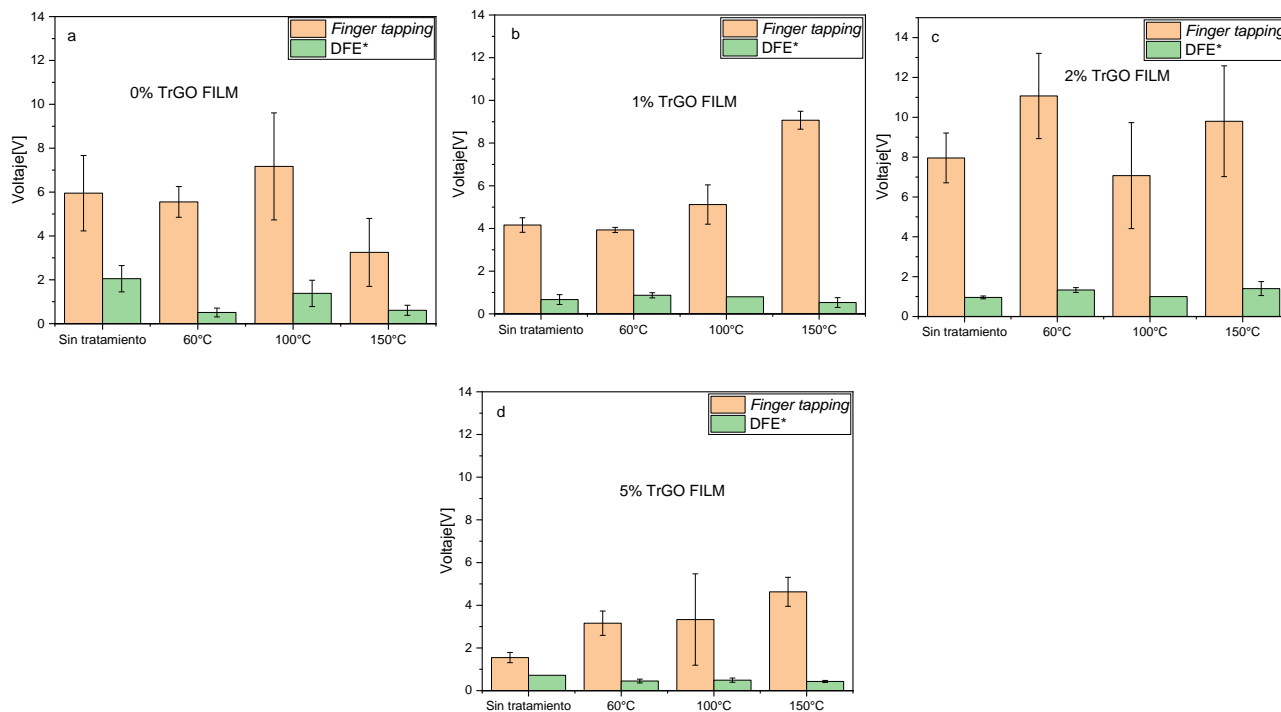 a
Finger tapping
DFE*
0% TrGO FILM
Voltaje[V]
14
12
10
8
6
4
2
0
Sin tratamiento 60°C 100°C 150°C
b
Finger tapping
DFE*
1% TrGO FILM
Voltaje[V]
14
12
10
8
6
4
2
0
Sin tratamiento 60°C 100°C 150°C
c
Finger tapping
DFE*
2% TrGO FILM
Voltaje[V]
14
12
10
8
6
4
2
0
Sin tratamiento 60°C 100°C 150°C
d
Finger tapping
DFE*
5% TrGO FILM
Voltaje[V]
14
12
10
8
6
4
2
0
Sin tratamiento 60°C 100°C 150°C